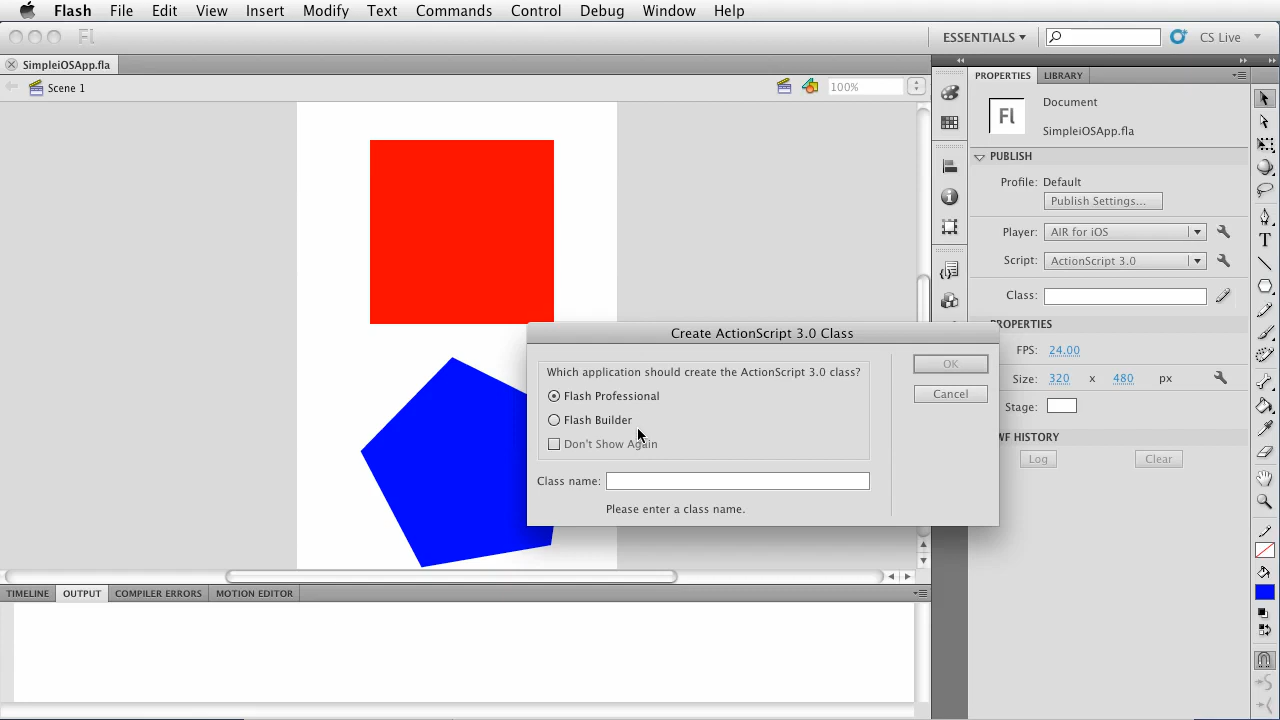 Flash File Edit View Insert Modify Text Commands Control Debug Window Help
Fl ESSENTIALS CS Live
SimpleiOSApp.fla
Scene 1 100%
PROPERTIES LIBRARY
Fl
Document
SimpleiOSApp.fla
PUBLISH
Profile: Default
Publish Settings...
Player: AIR for iOS
Script: ActionScript 3.0
Class:
PROPERTIES
FPS: 24.00
Size: 320 x 480 px
Stage:
WF HISTORY
Log Clear
Create ActionScript 3.0 Class
Which application should create the ActionScript 3.0 class?
Flash Professional
Flash Builder
Don't Show Again
Class name:
Please enter a class name.
OK
Cancel
TIMELINE OUTPUT COMPILER ERRORS MOTION EDITOR
T